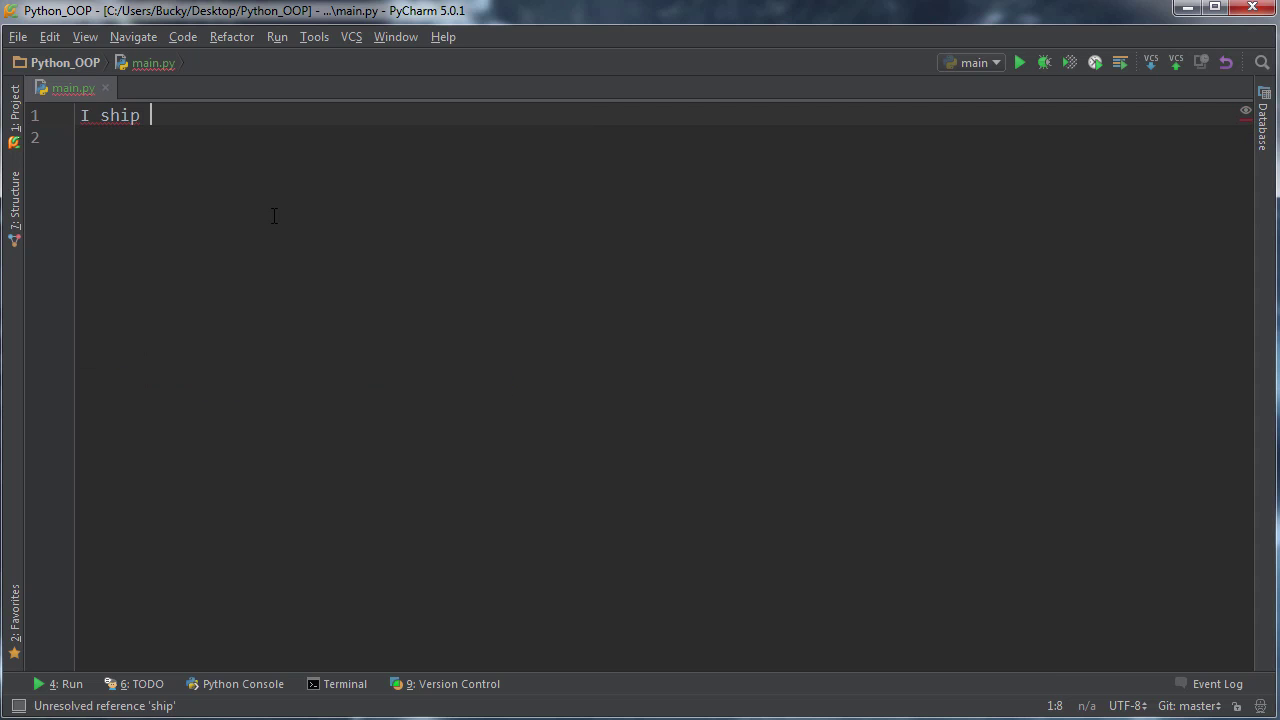 Python_OOP - [C:/Users/Bucky/Desktop/Python_OOP] - ...\main.py - PyCharm 5.0.1
File Edit View Navigate Code Refactor Run Tools VCS Window Help
Python_OOP main.py main VCS VCS
main.py
1: Project
1 I ship
2
7: Structure
2: Favorites
Database
4: Run 6: TODO Python Console Terminal 9: Version Control Event Log
Unresolved reference 'ship' 1:8 n/a UTF-8 Git: master